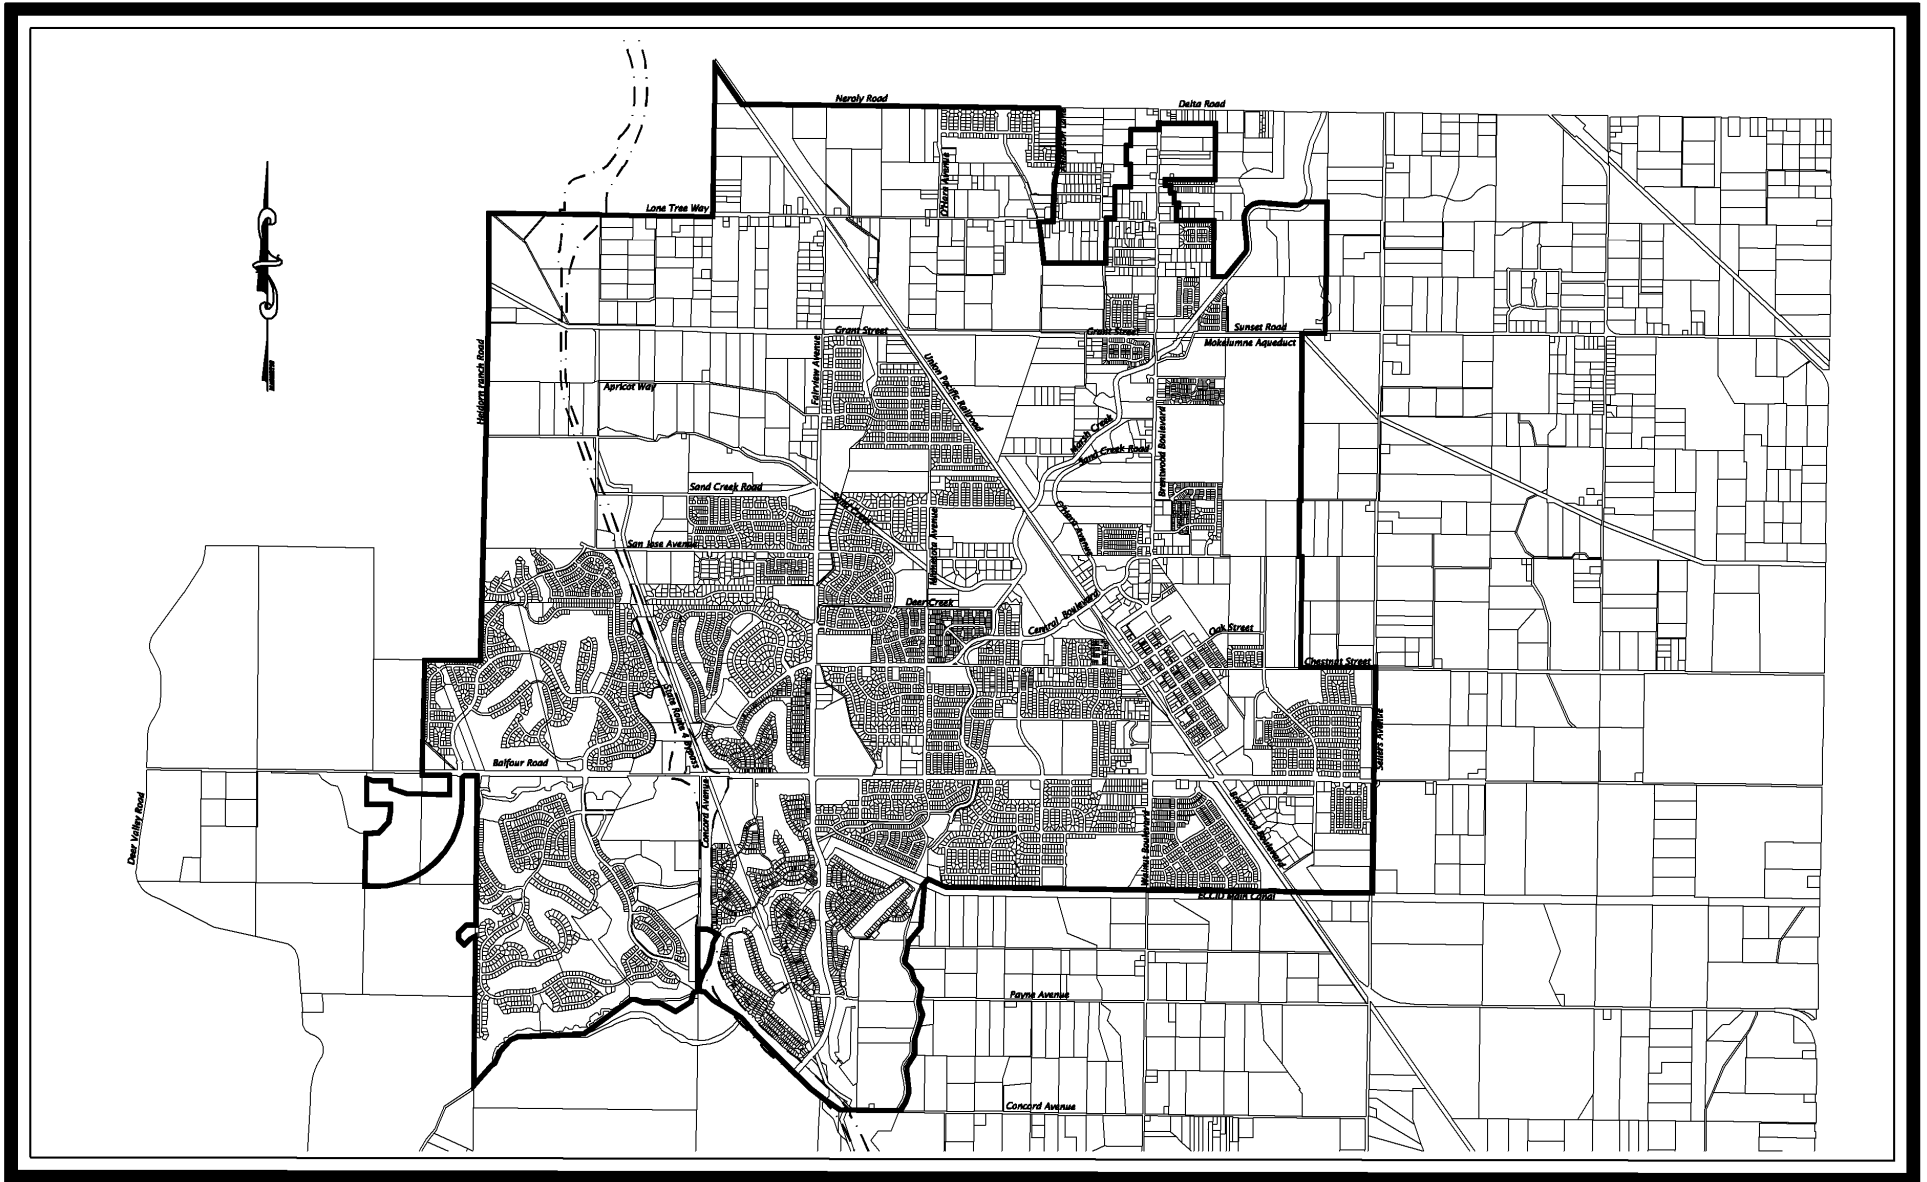 Neroly Road
Delta Road
O'Hara Avenue
Lone Tree Way
Grant Street
Grant Street
Sunset Road
Mokelumne Aqueduct
Heidorn ranch Road
Fairview Avenue
Union Pacific Railroad
Apricot Way
Marsh Creek
Sand Creek Road
Brentwood Boulevard
Brentwood Boulevard
Sand Creek Road
Sand Creek
O'Hara Avenue
Minnesota Avenue
San Jose Avenue
Deer Creek
Central Boulevard
Oak Street
Chestnut Street
State Route 4 Bypass
Sellers Avenue
Balfour Road
Deer Valley Road
Concord Avenue
Walnut Boulevard
Brentwood Boulevard
ECCID Main Canal
Payne Avenue
Concord Avenue